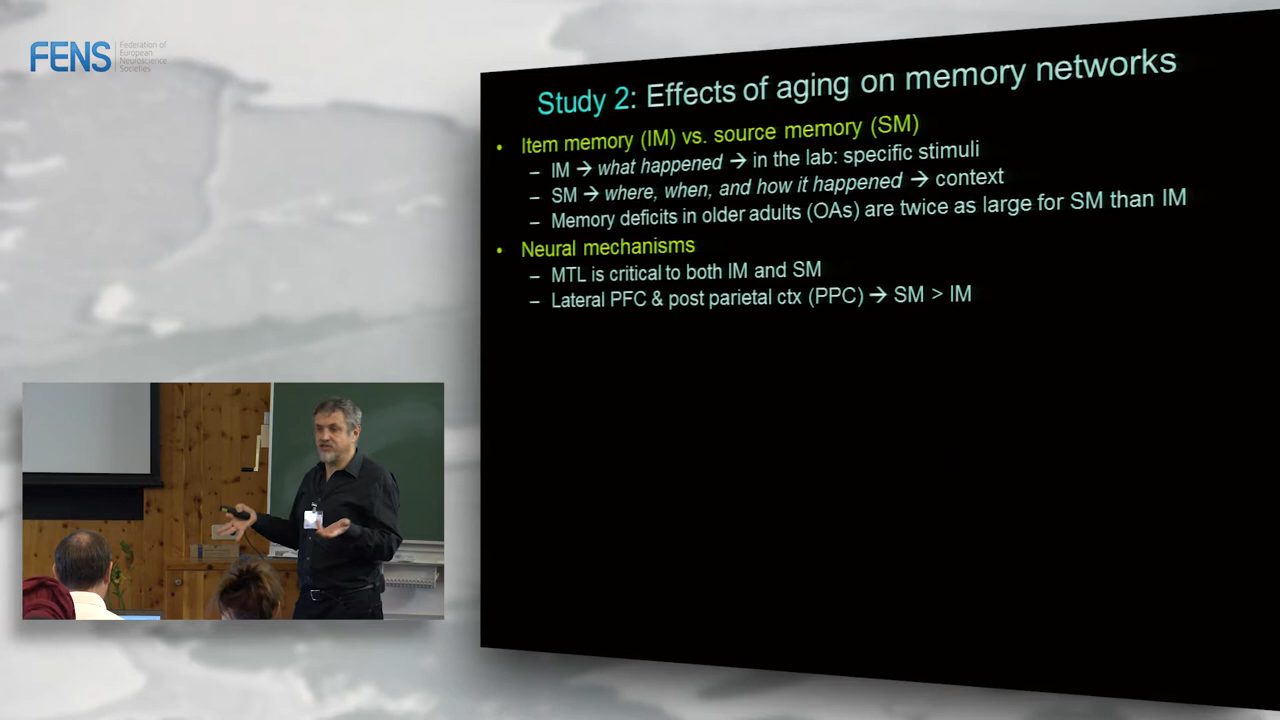 FENS
Federation of
European
Neuroscience
Societies
Study 2: Effects of aging on memory networks
• Item memory (IM) vs. source memory (SM)
– IM → what happened → in the lab: specific stimuli
– SM → where, when, and how it happened → context
– Memory deficits in older adults (OAs) are twice as large for SM than IM
• Neural mechanisms
– MTL is critical to both IM and SM
– Lateral PFC & post parietal ctx (PPC) → SM > IM